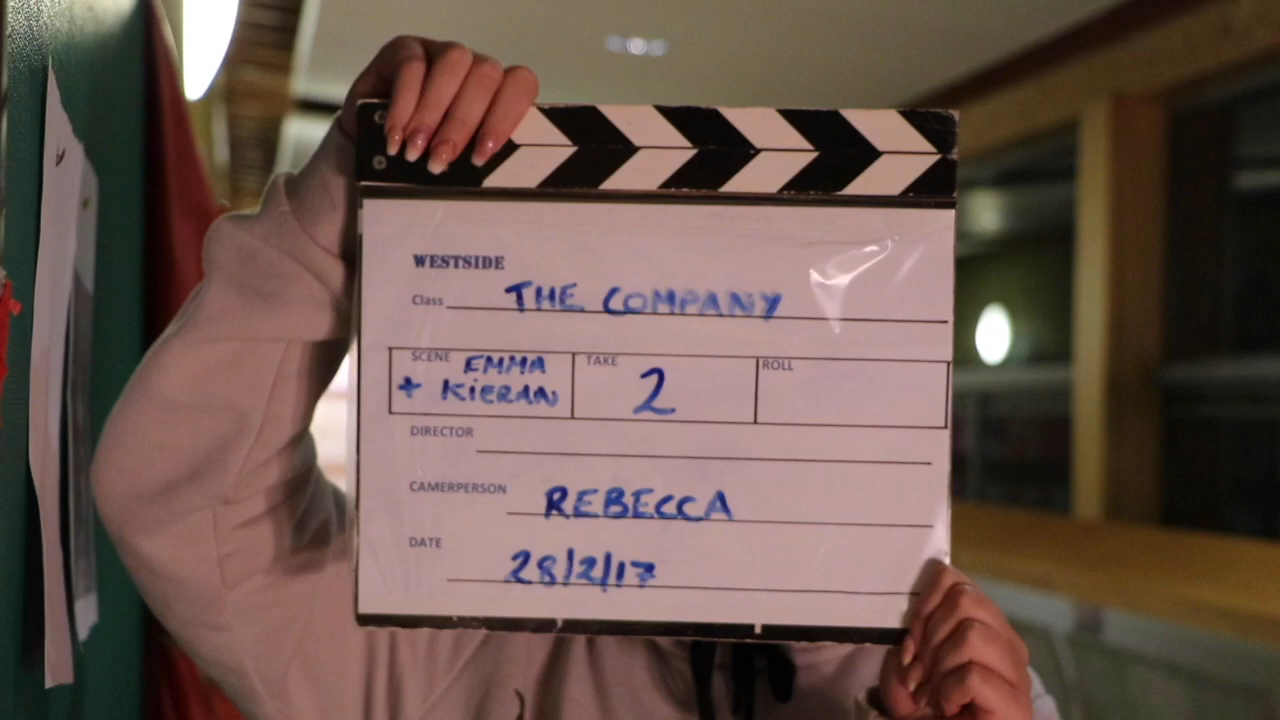 WESTSIDE
Class THE COMPANY
SCENE EMMA TAKE 2 ROLL
+ KIERAN
DIRECTOR
CAMERPERSON REBECCA
DATE 28/2/17